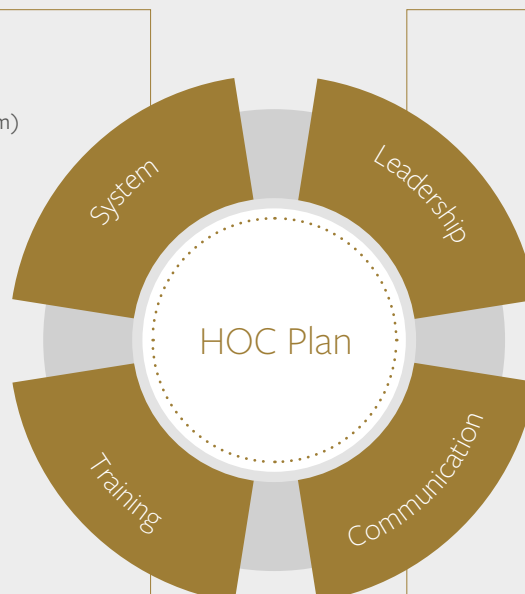 m)
System
Leadership
HOC Plan
Training
Communication